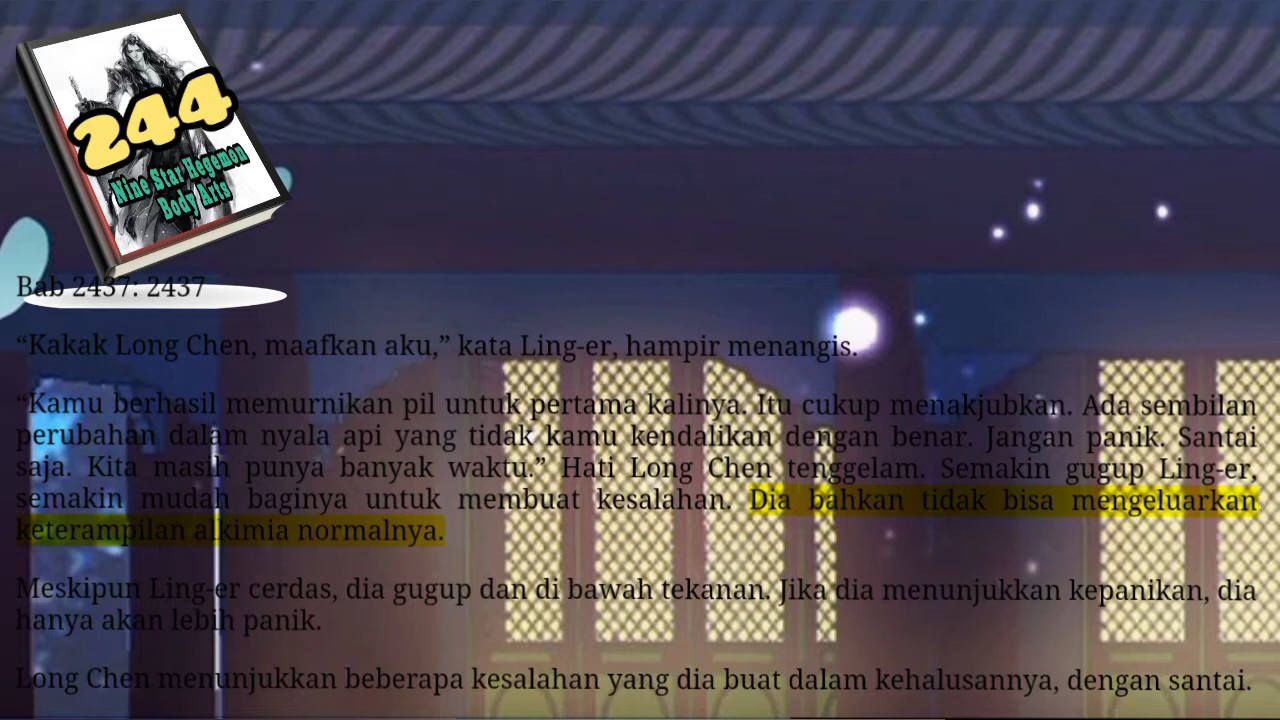 244
Nine Star Hegemon
Body Arts
Bab 2437: 2437
“Kakak Long Chen, maafkan aku,” kata Ling-er, hampir menangis.
“Kamu berhasil memurnikan pil untuk pertama kalinya. Itu cukup menakjubkan. Ada sembilan
perubahan dalam nyala api yang tidak kamu kendalikan dengan benar. Jangan panik. Santai
saja. Kita masih punya banyak waktu.” Hati Long Chen tenggelam. Semakin gugup Ling-er,
semakin mudah baginya untuk membuat kesalahan. Dia bahkan tidak bisa mengeluarkan
keterampilan alkimia normalnya.
Meskipun Ling-er cerdas, dia gugup dan di bawah tekanan. Jika dia menunjukkan kepanikan, dia
hanya akan lebih panik.
Long Chen menunjukkan beberapa kesalahan yang dia buat dalam kehalusannya, dengan santai.